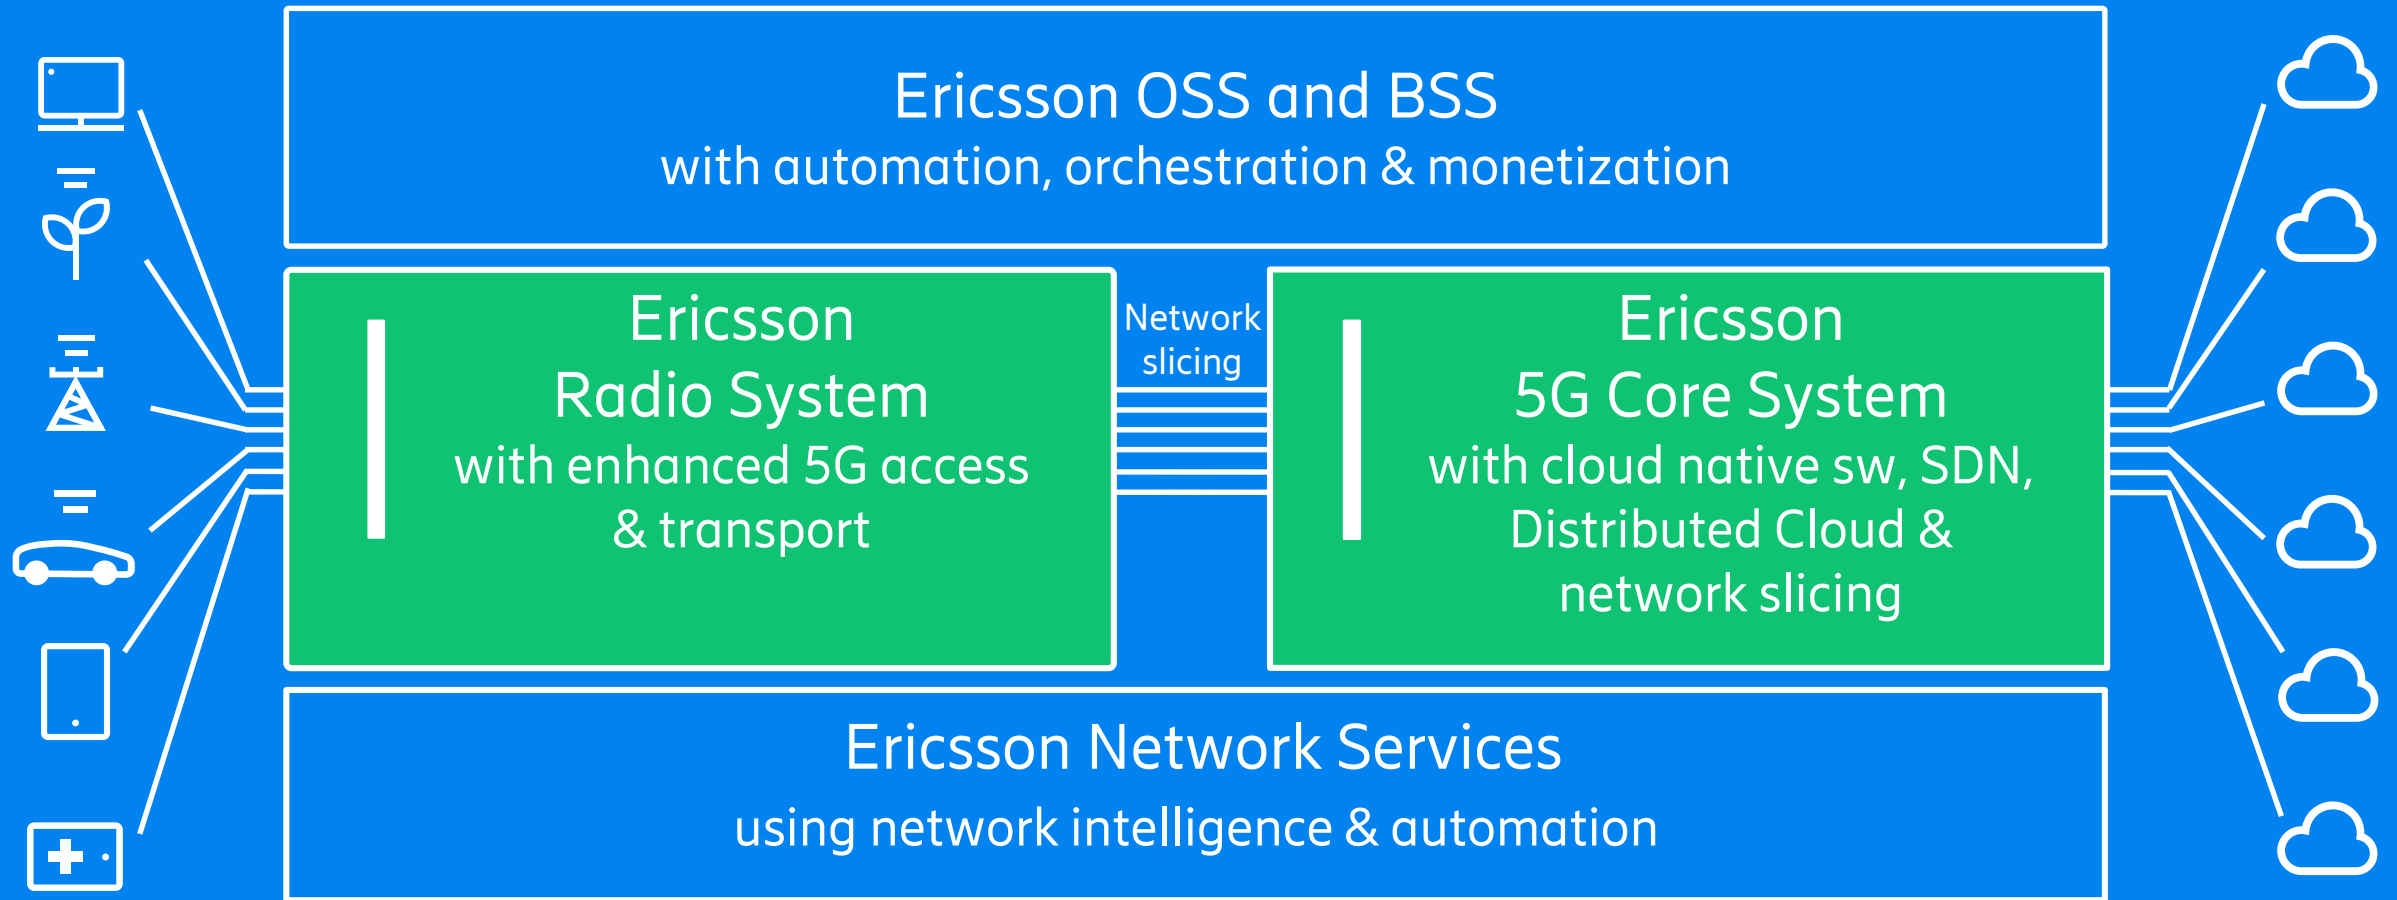 Ericsson OSS and BSS
with automation, orchestration & monetization
Ericsson
Radio System
with enhanced 5G access
& transport
Network
slicing
Ericsson
5G Core System
with cloud native sw, SDN,
Distributed Cloud &
network slicing
Ericsson Network Services
using network intelligence & automation